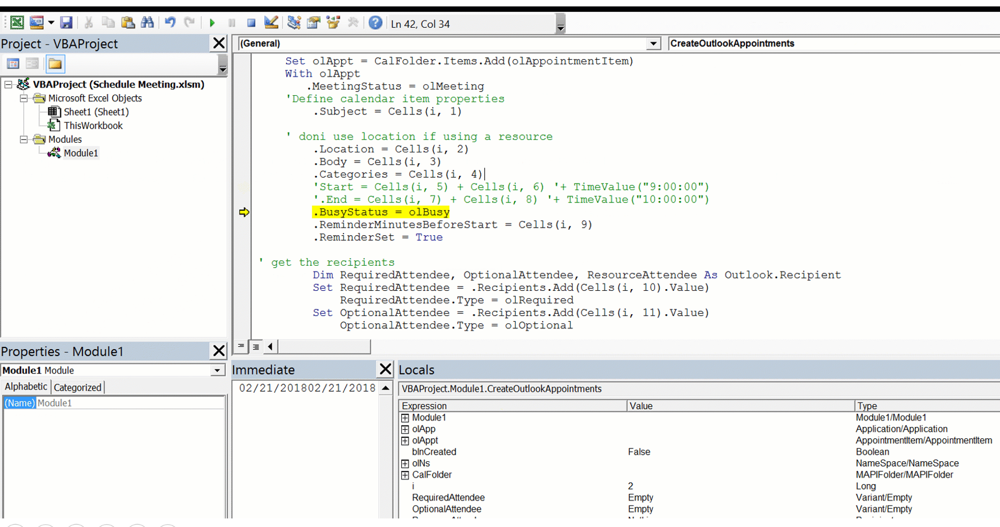 Ln 42, Col 34
Project - VBAProject
(General)
CreateOutlookAppointments
VBAProject (Schedule Meeting.xlsm)
Microsoft Excel Objects
Sheet1 (Sheet1)
ThisWorkbook
Modules
Module1
Set olAppt = CalFolder.Items.Add(olAppointmentItem)
With olAppt
.MeetingStatus = olMeeting
'Define calendar item properties
.Subject = Cells(i, 1)
' doni use location if using a resource
.Location = Cells(i, 2)
.Body = Cells(i, 3)
.Categories = Cells(i, 4)
'Start = Cells(i, 5) + Cells(i, 6) '+ TimeValue("9:00:00")
'.End = Cells(i, 7) + Cells(i, 8) '+ TimeValue("10:00:00")
.BusyStatus = olBusy
.ReminderMinutesBeforeStart = Cells(i, 9)
.ReminderSet = True
' get the recipients
Dim RequiredAttendee, OptionalAttendee, ResourceAttendee As Outlook.Recipient
Set RequiredAttendee = .Recipients.Add(Cells(i, 10).Value)
RequiredAttendee.Type = olRequired
Set OptionalAttendee = .Recipients.Add(Cells(i, 11).Value)
OptionalAttendee.Type = olOptional
Properties - Module1
Module1 Module
Alphabetic Categorized
(Name) Module1
Immediate
02/21/201802/21/2018
Locals
VBAProject.Module1.CreateOutlookAppointments
Expression Value Type
Module1 Module1/Module1
olApp Application/Application
olAppt AppointmentItem/AppointmentItem
blnCreated False Boolean
olNs NameSpace/NameSpace
CalFolder MAPIFolder/MAPIFolder
i 2 Long
RequiredAttendee Empty Variant/Empty
OptionalAttendee Empty Variant/Empty